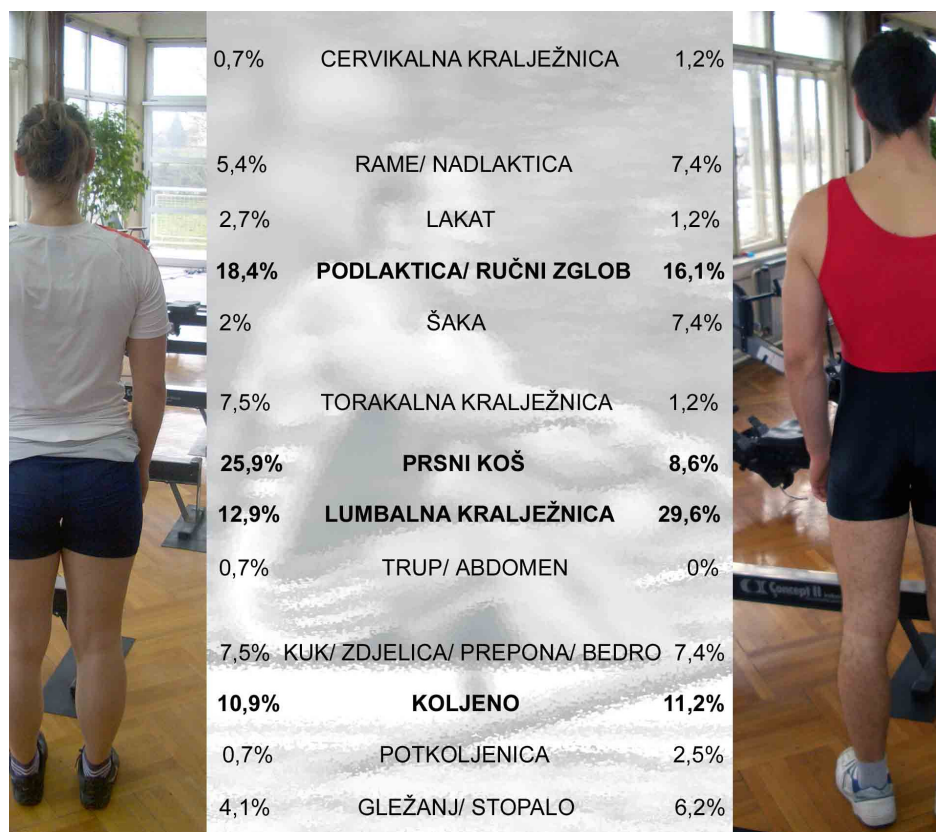 0,7% CERVIKALNA KRALJEŽNICA 1,2%
5,4% RAME/ NADLAKTICA 7,4%
2,7% LAKAT 1,2%
18,4% PODLAKTICA/ RUČNI ZGLOB 16,1%
2% ŠAKA 7,4%
7,5% TORAKALNA KRALJEŽNICA 1,2%
25,9% PRSNI KOŠ 8,6%
12,9% LUMBALNA KRALJEŽNICA 29,6%
0,7% TRUP/ ABDOMEN 0%
7,5% KUK/ ZDJELICA/ PREPONA/ BEDRO 7,4%
Concept II
10,9% KOLJENO 11,2%
0,7% POTKOLJENICA 2,5%
4,1% GLEŽANJ/ STOPALO 6,2%